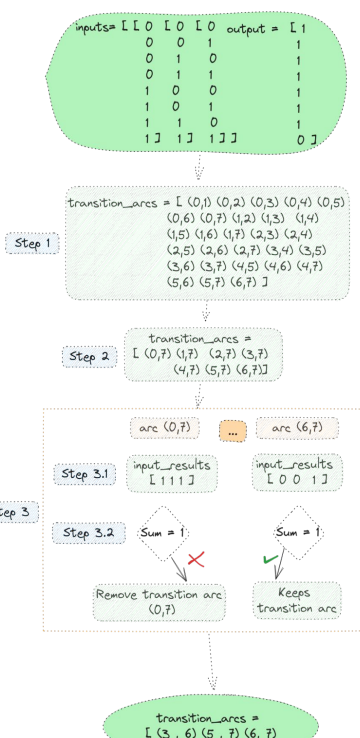 inputs= [ [ 0 [ 0 [ 0 output = [ 1
0 0 1 1
0 1 0 1
0 1 1 1
1 0 0 1
1 0 1 1
1 1 0 1
1 ] 1 ] 1 ] ] 0 ]
transition_arcs = [ (0,1) (0,2) (0,3) (0,4) (0,5)
(0,6) (0,7) (1,2) (1,3) (1,4)
(1,5) (1,6) (1,7) (2,3) (2,4)
(2,5) (2,6) (2,7) (3,4) (3,5)
(3,6) (3,7) (4,5) (4,6) (4,7)
(5,6) (5,7) (6,7) ]
Step 1
transition_arcs =
[ (0,7) (1,7) (2,7) (3,7)
(4,7) (5,7) (6,7)]
Step 2
arc (0,7) ... arc (6,7)
Step 3.1
input_results
[ 1 1 1 ]
input_results
[ 0 0 1 ]
tep 3
Step 3.2
Sum = 1
Sum = 1
Remove transition arc
(0,7)
Keeps
transition arc
transition_arcs =
[ (3 , 6) (5 , 7) (6, 7)